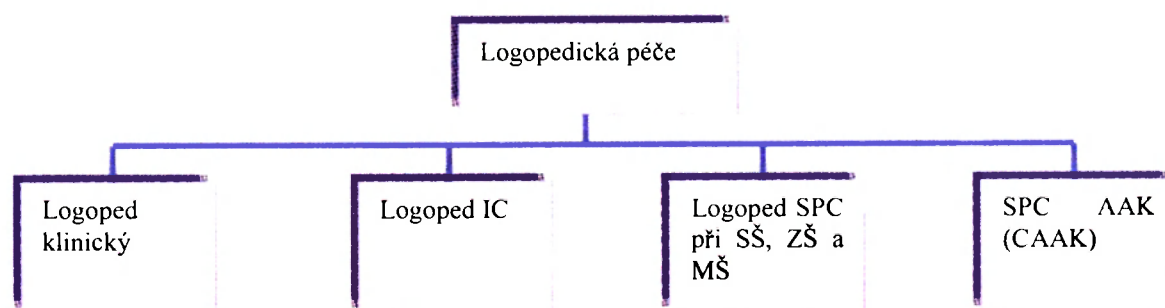 Logopedická péče
Logoped
klinický
Logoped IC
Logoped SPC
při SŠ, ZŠ a
MŠ
SPC AAK
(CAAK)